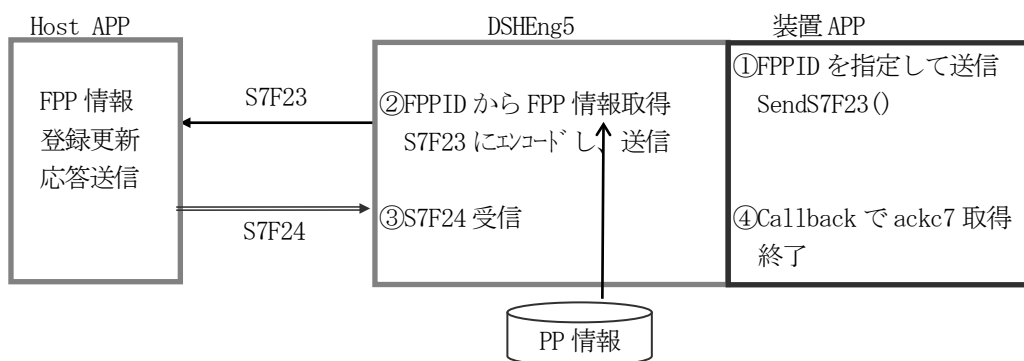 Host APP
DSHEng5
装置 APP
FPP 情報
登録更新
応答送信
S7F23
S7F24
②FPPID から FPP 情報取得
S7F23 にｴﾝｺｰﾄﾞし、送信
③S7F24 受信
①FPPID を指定して送信
SendS7F23()
④Callback で ackc7 取得
終了
PP 情報